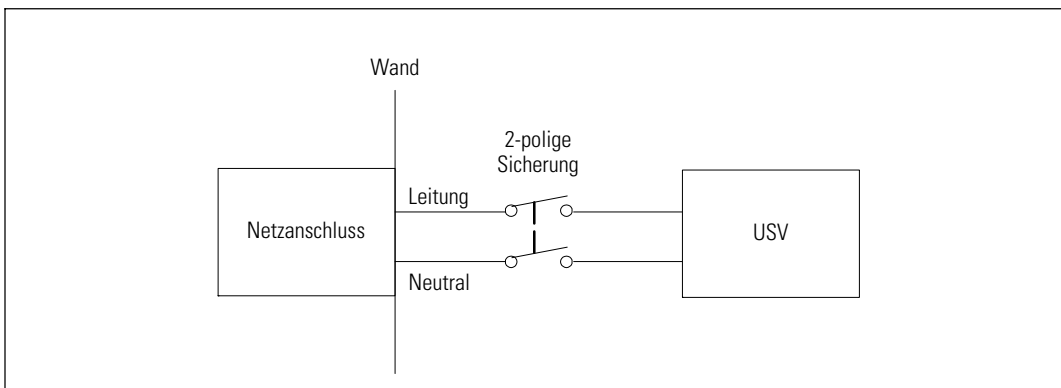 Wand
2-polige
Sicherung
Leitung
Netzanschluss
USV
Neutral